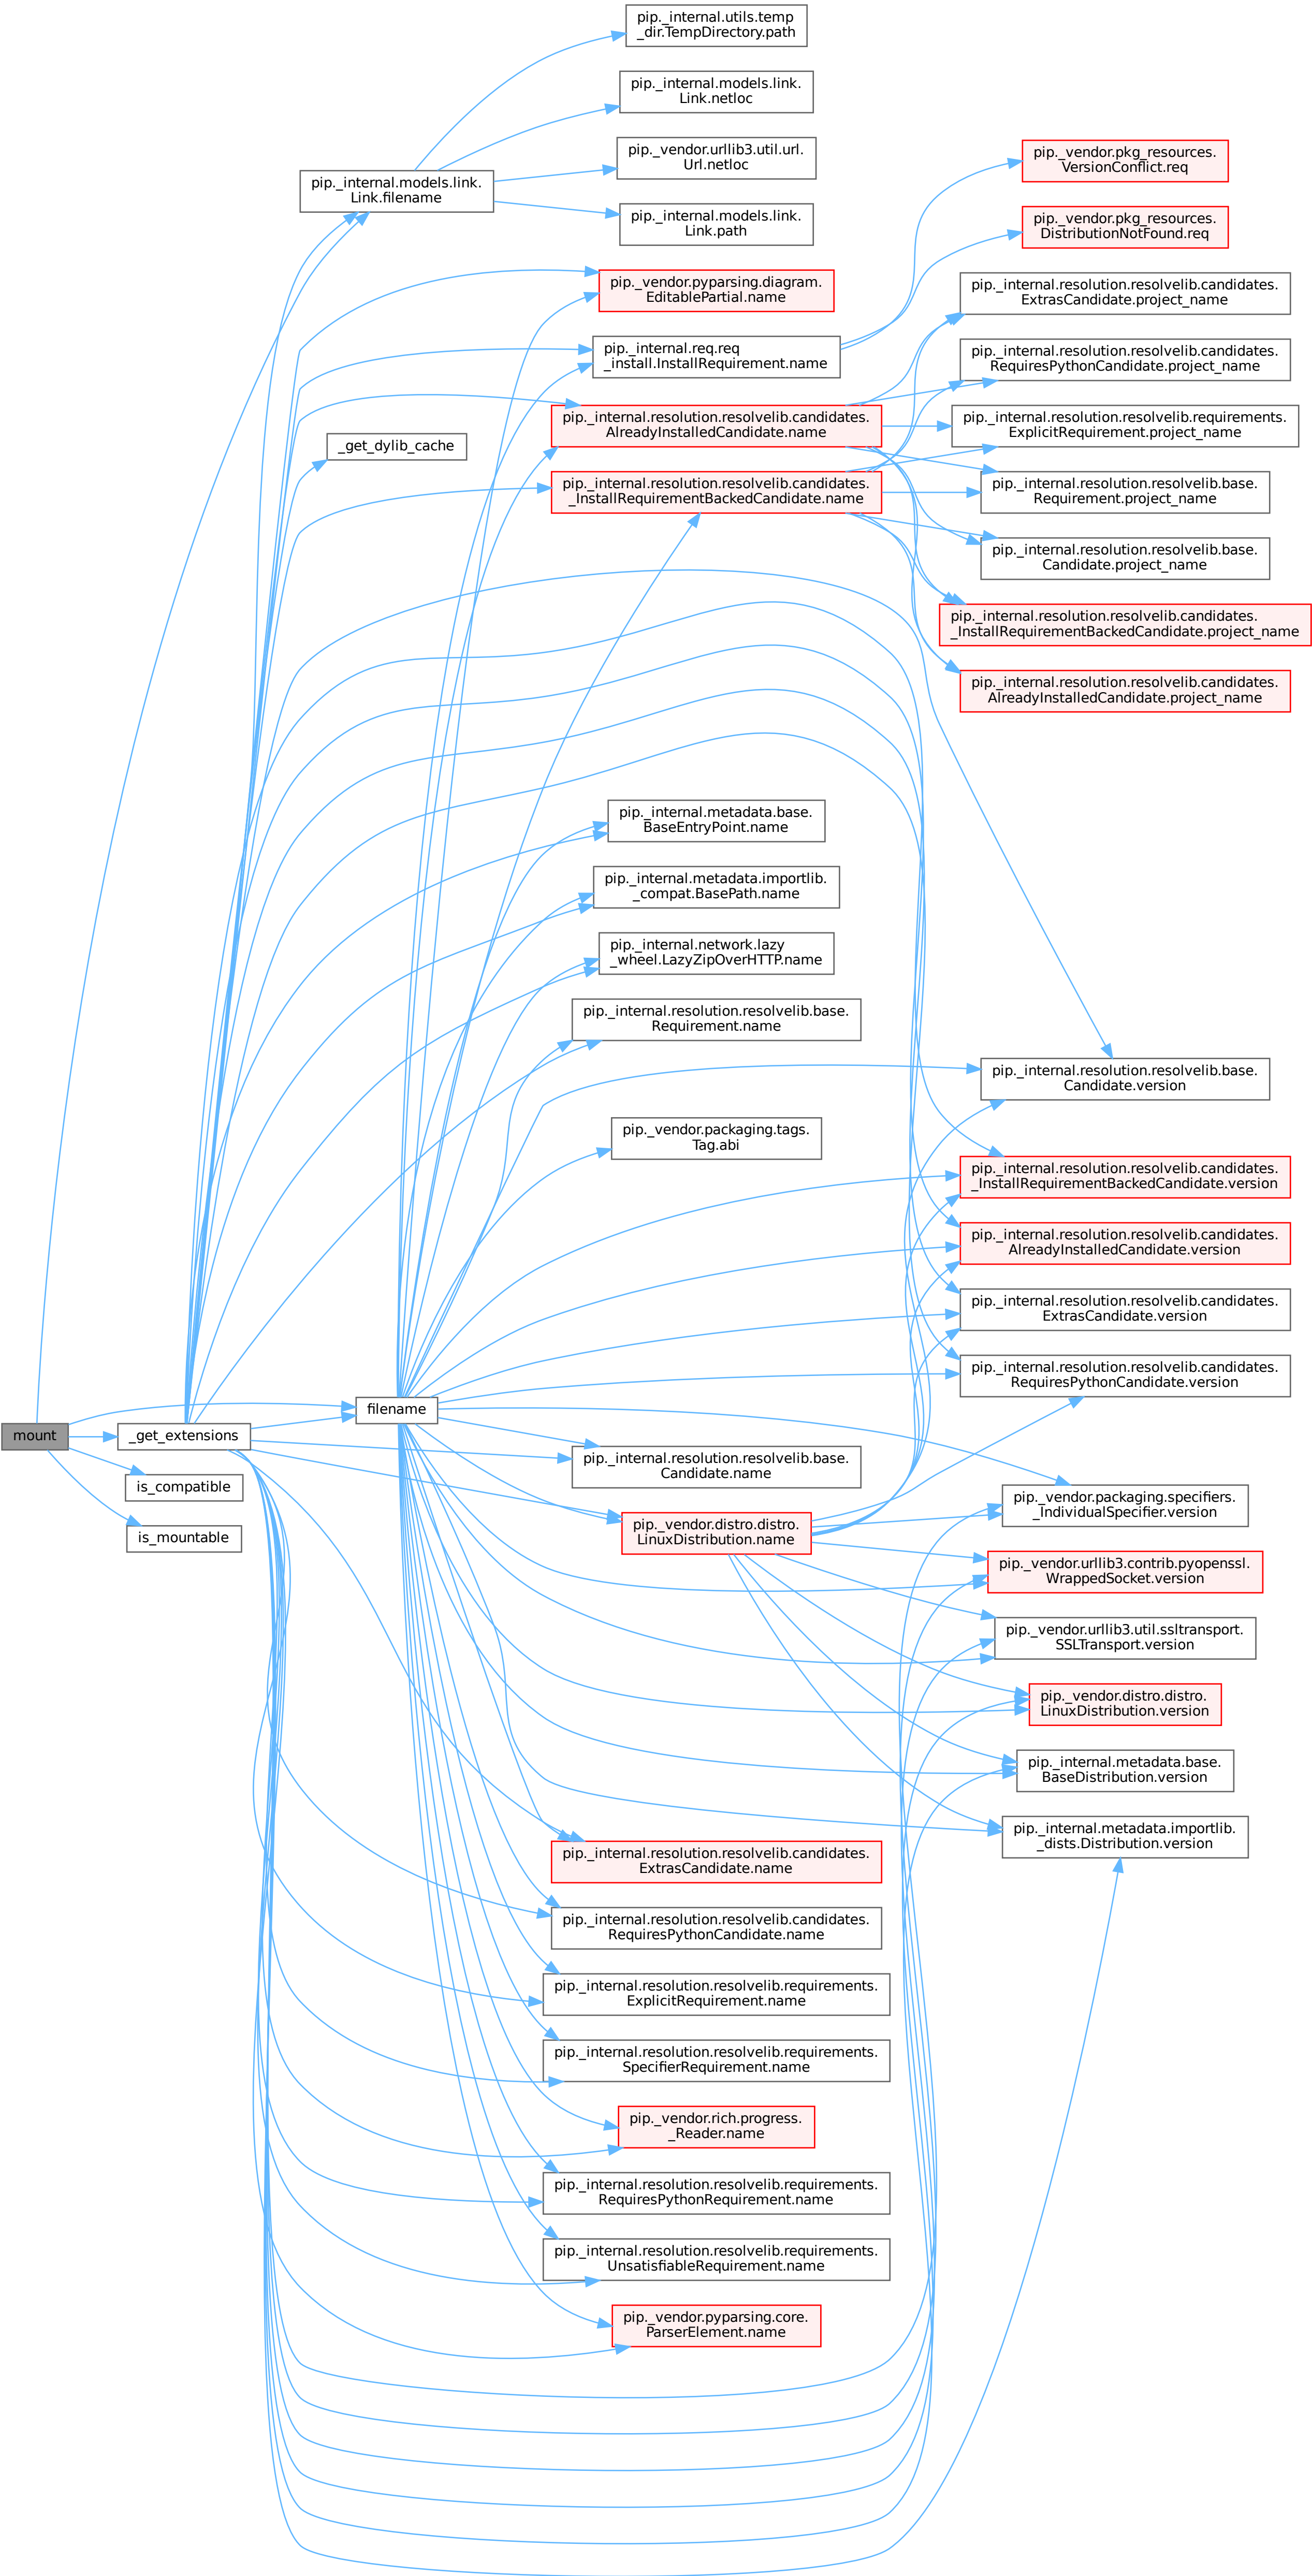 pip._internal.utils.temp
_dir.TempDirectory.path
pip._internal.models.link.
Link.netloc
pip._vendor.urllib3.util.url.
Url.netloc
pip._vendor.pkg_resources.
VersionConflict.req
pip._internal.models.link.
Link.filename
pip._internal.models.link.
Link.path
pip._vendor.pkg_resources.
DistributionNotFound.req
pip._vendor.pyparsing.diagram.
EditablePartial.name
pip._internal.resolution.resolvelib.candidates.
ExtrasCandidate.project_name
pip._internal.req.req
_install.InstallRequirement.name
pip._internal.resolution.resolvelib.candidates.
RequiresPythonCandidate.project_name
pip._internal.resolution.resolvelib.candidates.
AlreadyInstalledCandidate.name
pip._internal.resolution.resolvelib.requirements.
ExplicitRequirement.project_name
_get_dylib_cache
pip._internal.resolution.resolvelib.candidates.
_InstallRequirementBackedCandidate.name
pip._internal.resolution.resolvelib.base.
Requirement.project_name
pip._internal.resolution.resolvelib.base.
Candidate.project_name
pip._internal.resolution.resolvelib.candidates.
_InstallRequirementBackedCandidate.project_name
pip._internal.resolution.resolvelib.candidates.
AlreadyInstalledCandidate.project_name
pip._internal.metadata.base.
BaseEntryPoint.name
pip._internal.metadata.importlib.
_compat.BasePath.name
pip._internal.network.lazy
_wheel.LazyZipOverHTTP.name
pip._internal.resolution.resolvelib.base.
Requirement.name
pip._internal.resolution.resolvelib.base.
Candidate.version
pip._vendor.packaging.tags.
Tag.abi
pip._internal.resolution.resolvelib.candidates.
_InstallRequirementBackedCandidate.version
pip._internal.resolution.resolvelib.candidates.
AlreadyInstalledCandidate.version
pip._internal.resolution.resolvelib.candidates.
ExtrasCandidate.version
pip._internal.resolution.resolvelib.candidates.
RequiresPythonCandidate.version
filename
mount
_get_extensions
pip._internal.resolution.resolvelib.base.
Candidate.name
is_compatible
pip._vendor.packaging.specifiers.
_IndividualSpecifier.version
pip._vendor.distro.distro.
LinuxDistribution.name
is_mountable
pip._vendor.urllib3.contrib.pyopenssl.
WrappedSocket.version
pip._vendor.urllib3.util.ssltransport.
SSLTransport.version
pip._vendor.distro.distro.
LinuxDistribution.version
pip._internal.metadata.base.
BaseDistribution.version
pip._internal.metadata.importlib.
_dists.Distribution.version
pip._internal.resolution.resolvelib.candidates.
ExtrasCandidate.name
pip._internal.resolution.resolvelib.candidates.
RequiresPythonCandidate.name
pip._internal.resolution.resolvelib.requirements.
ExplicitRequirement.name
pip._internal.resolution.resolvelib.requirements.
SpecifierRequirement.name
pip._vendor.rich.progress.
_Reader.name
pip._internal.resolution.resolvelib.requirements.
RequiresPythonRequirement.name
pip._internal.resolution.resolvelib.requirements.
UnsatisfiableRequirement.name
pip._vendor.pyparsing.core.
ParserElement.name